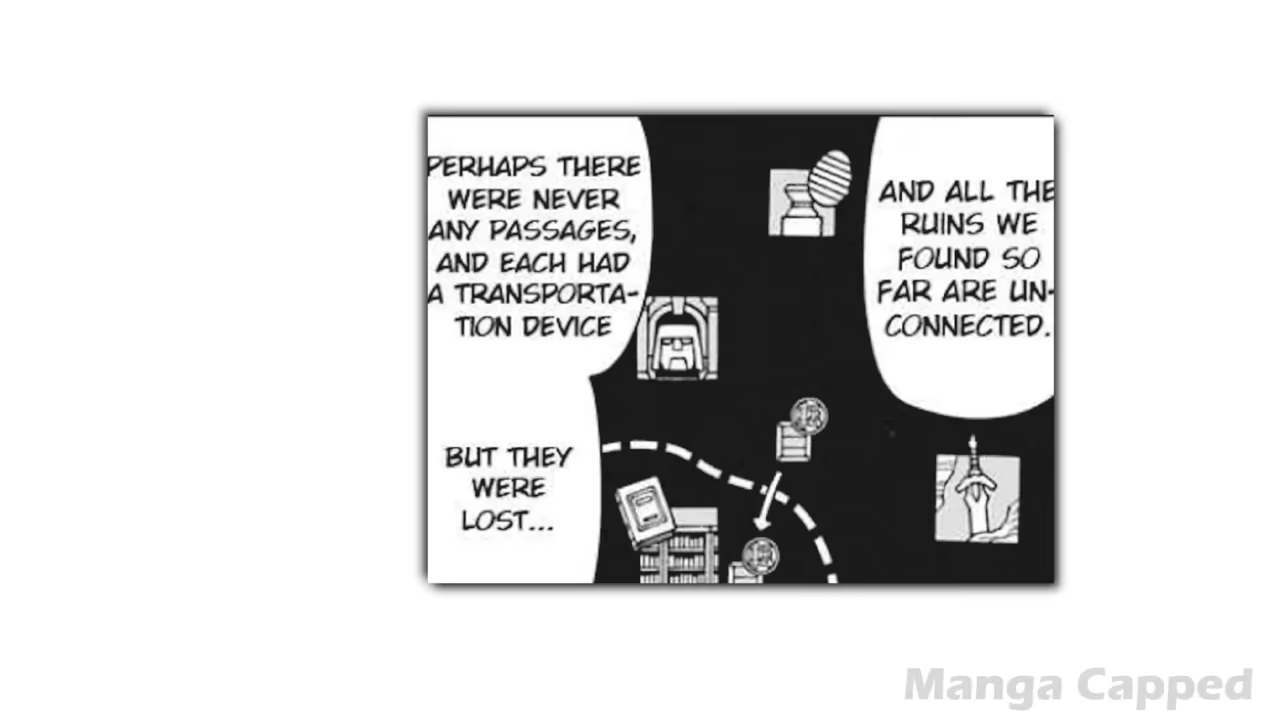 AND ALL THE
RUINS WE
FOUND SO
FAR ARE UN-
CONNECTED.
PERHAPS THERE
WERE NEVER
ANY PASSAGES,
AND EACH HAD
A TRANSPORTA-
TION DEVICE
BUT THEY
WERE
LOST...
Manga Capped